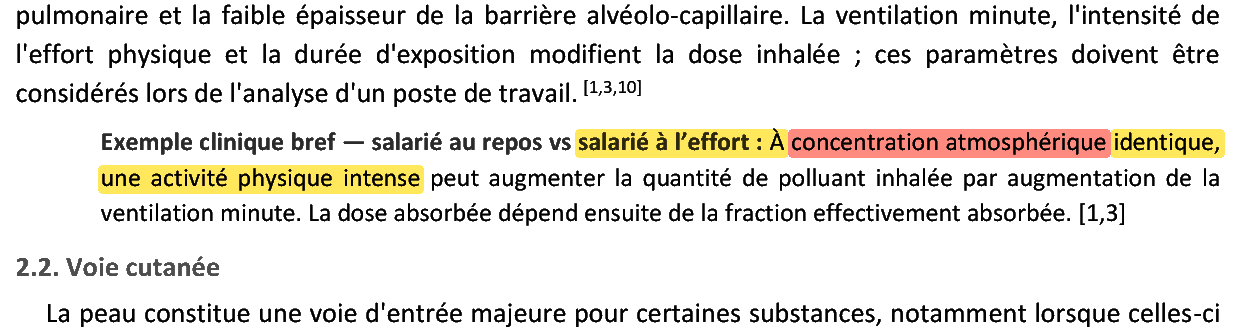 pulmonaire et la faible épaisseur de la barrière alvéolo-capillaire. La ventilation minute, l'intensité de
l'effort physique et la durée d'exposition modifient la dose inhalée ; ces paramètres doivent être
considérés lors de l'analyse d'un poste de travail. [1,3,10]
Exemple clinique bref — salarié au repos vs salarié à l’effort : À concentration atmosphérique identique,
une activité physique intense peut augmenter la quantité de polluant inhalée par augmentation de la
ventilation minute. La dose absorbée dépend ensuite de la fraction effectivement absorbée. [1,3]
2.2. Voie cutanée
La peau constitue une voie d'entrée majeure pour certaines substances, notamment lorsque celles-ci